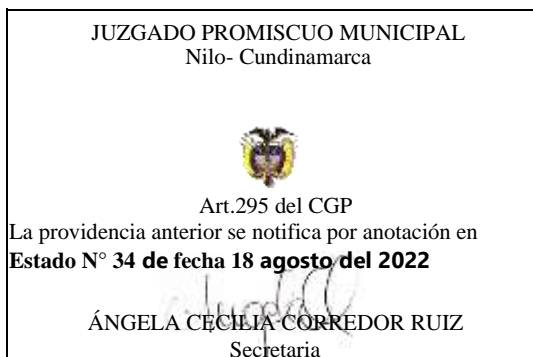 JUZGADO PROMISCUO MUNICIPAL
Nilo- Cundinamarca
Art.295 del CGP
La providencia anterior se notifica por anotación en
Estado N° 34 de fecha 18 agosto del 2022
ÁNGELA CECILIA CORREDOR RUIZ
Secretaria